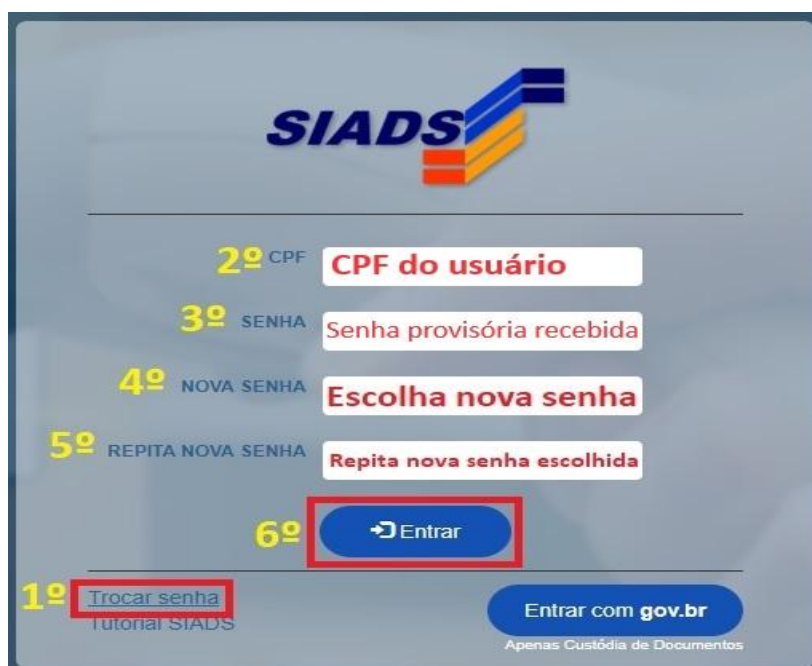 SIADS
2º CPF CPF do usuário
3º SENHA Senha provisória recebida
4º NOVA SENHA Escolha nova senha
5º REPITA NOVA SENHA Repita nova senha escolhida
6º Entrar
1º Trocar senha
Entrar com gov.br
Tutorial SIADS
Apenas Custódia de Documentos